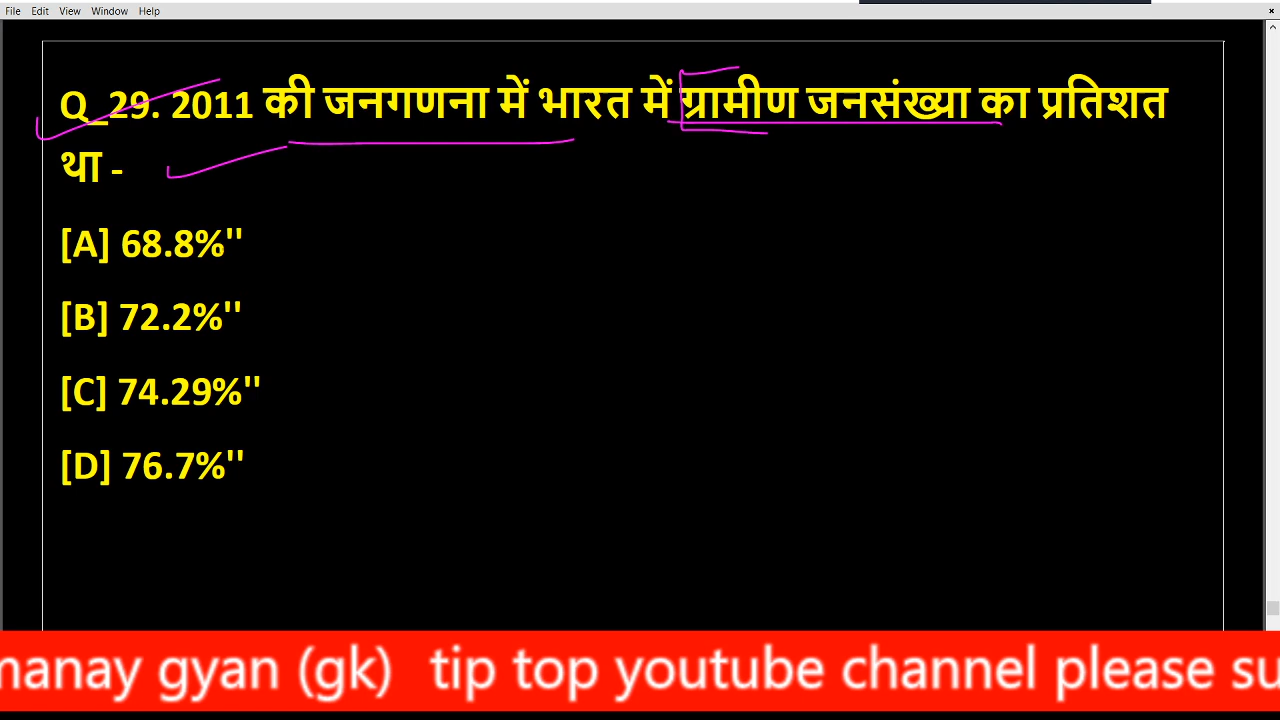 File Edit View Window Help
Q_29. 2011 की जनगणना में भारत में ग्रामीण जनसंख्या का प्रतिशत
था -
[A] 68.8%''
[B] 72.2%''
[C] 74.29%''
[D] 76.7%''
manay gyan (gk) tip top youtube channel please su